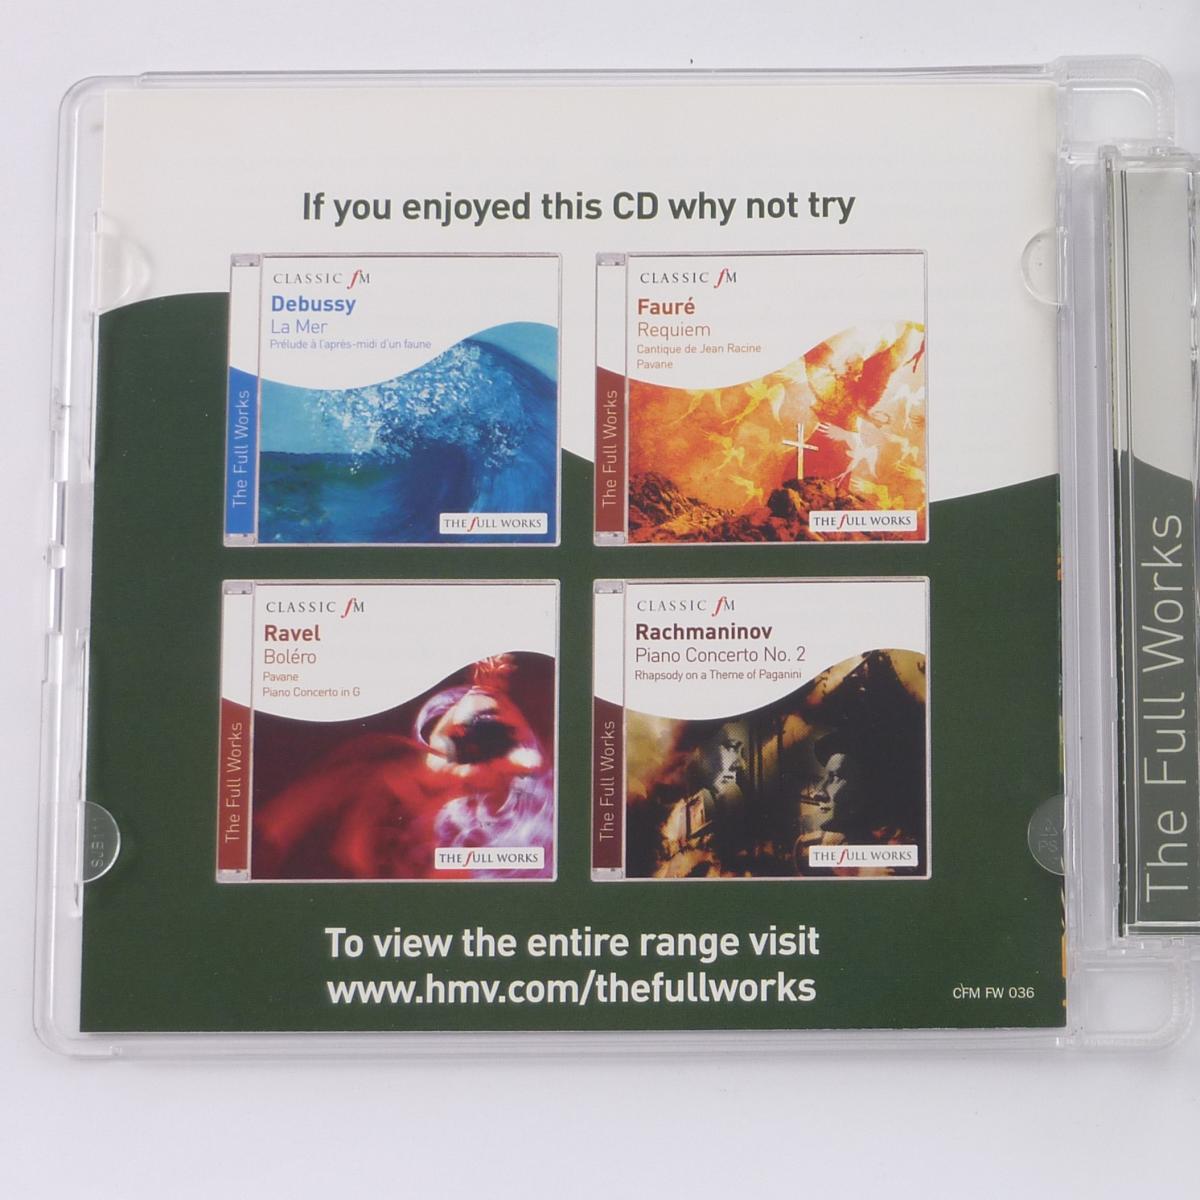 If you enjoyed this CD why not try
CLASSIC fM
Debussy
La Mer
Prélude à l'après-midi d'un faune
The Full Works
THE fULL WORKS
CLASSIC fM
Fauré
Requiem
Cantique de Jean Racine
Pavane
The Full Works
THE fULL WORKS
CLASSIC fM
Ravel
Boléro
Pavane
Piano Concerto in G
The Full Works
THE fULL WORKS
CLASSIC fM
Rachmaninov
Piano Concerto No. 2
Rhapsody on a Theme of Paganini
The Full Works
THE fULL WORKS
To view the entire range visit
www.hmv.com/thefullworks
CFM FW 036
The Full Works